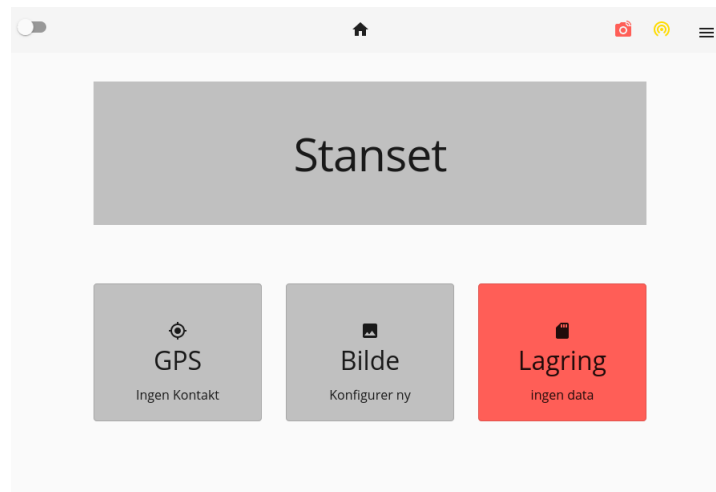 Stanset
GPS
Ingen Kontakt
Bilde
Konfigurer ny
Lagring
ingen data